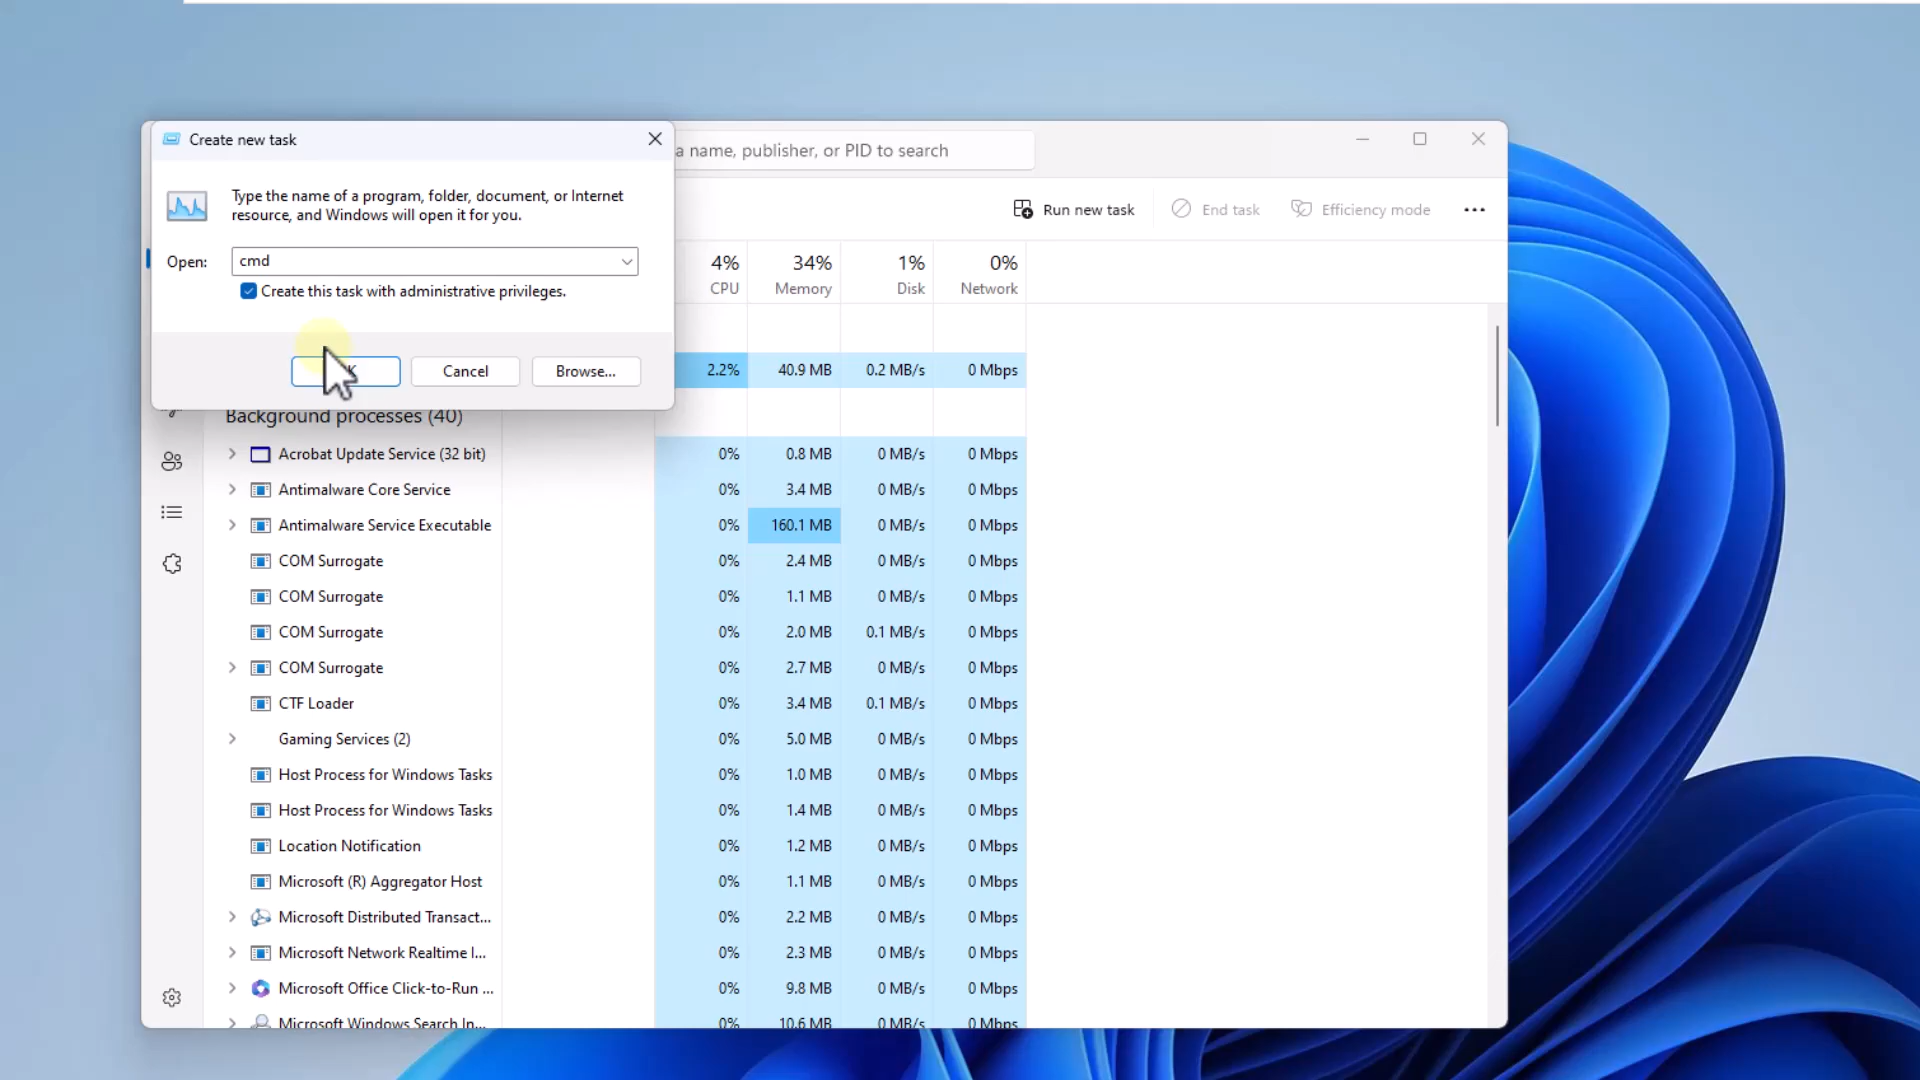 Create new task
a name, publisher, or PID to search
Type the name of a program, folder, document, or Internet
resource, and Windows will open it for you.
Open:
cmd
Create this task with administrative privileges.
Cancel
Browse...
Run new task
End task
Efficiency mode
4%
34%
1%
0%
CPU
Memory
Disk
Network
2.2%
40.9 MB
0.2 MB/s
0 Mbps
Background processes (40)
Acrobat Update Service (32 bit) 0% 0.8 MB 0 MB/s 0 Mbps
Antimalware Core Service 0% 3.4 MB 0 MB/s 0 Mbps
Antimalware Service Executable 0% 160.1 MB 0 MB/s 0 Mbps
COM Surrogate 0% 2.4 MB 0 MB/s 0 Mbps
COM Surrogate 0% 1.1 MB 0 MB/s 0 Mbps
COM Surrogate 0% 2.0 MB 0.1 MB/s 0 Mbps
COM Surrogate 0% 2.7 MB 0 MB/s 0 Mbps
CTF Loader 0% 3.4 MB 0.1 MB/s 0 Mbps
Gaming Services (2) 0% 5.0 MB 0 MB/s 0 Mbps
Host Process for Windows Tasks 0% 1.0 MB 0 MB/s 0 Mbps
Host Process for Windows Tasks 0% 1.4 MB 0 MB/s 0 Mbps
Location Notification 0% 1.2 MB 0 MB/s 0 Mbps
Microsoft (R) Aggregator Host 0% 1.1 MB 0 MB/s 0 Mbps
Microsoft Distributed Transact... 0% 2.2 MB 0 MB/s 0 Mbps
Microsoft Network Realtime I... 0% 2.3 MB 0 MB/s 0 Mbps
Microsoft Office Click-to-Run ... 0% 9.8 MB 0 MB/s 0 Mbps
Microsoft Windows Search In... 0% 10.6 MB 0 MB/s 0 Mbps